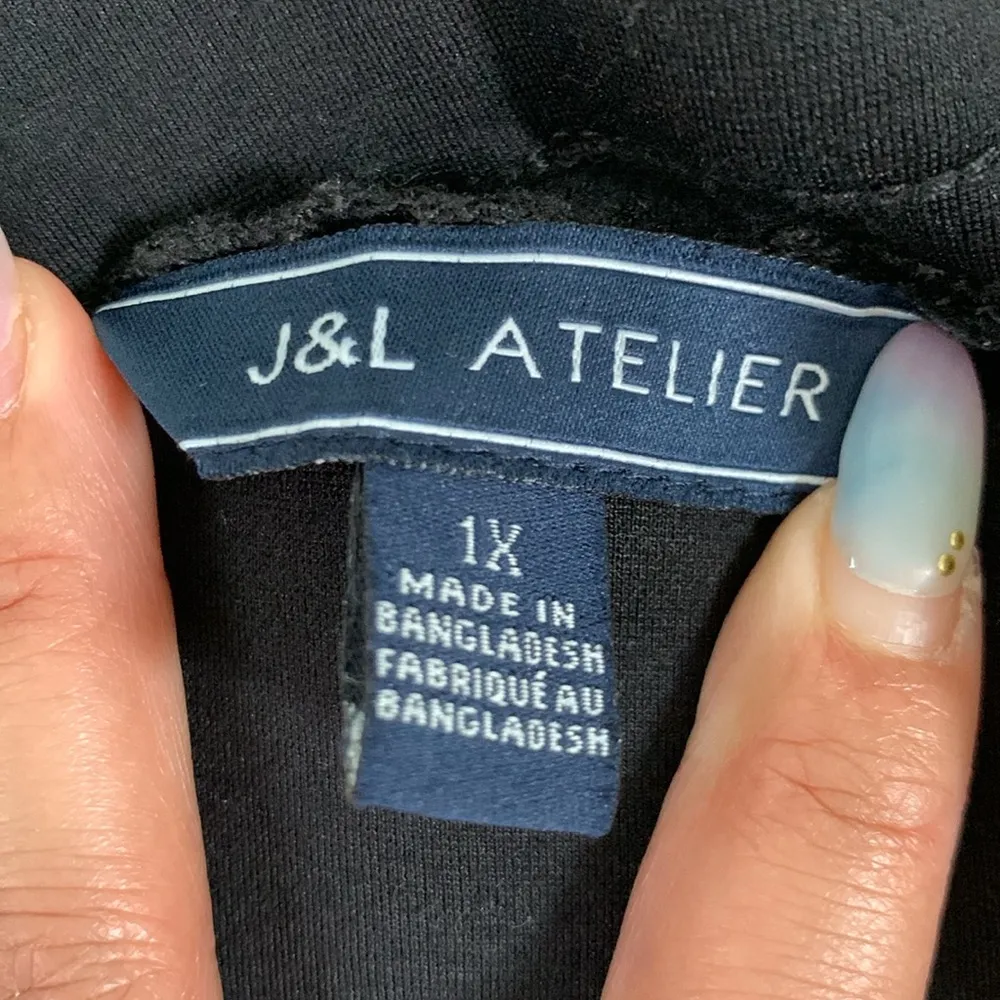 J&L ATELIER
1X
MADE IN
BANGLADESH
FABRIQUÉ AU
BANGLADESH